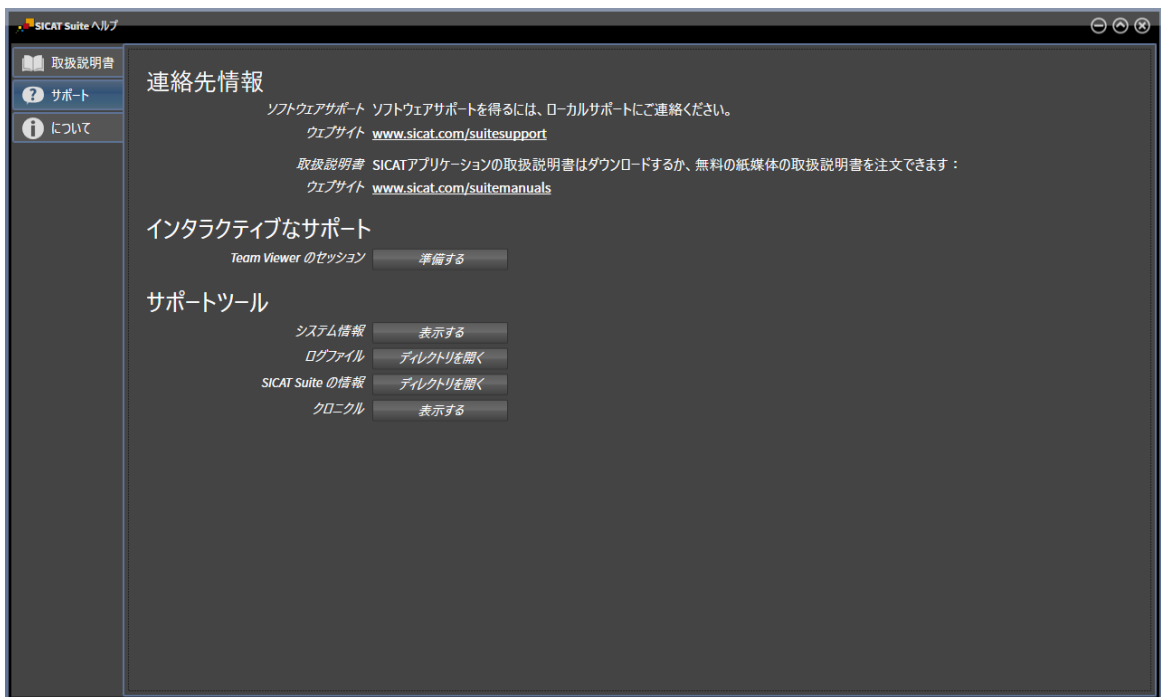 SICAT Suite ヘルプ
取扱説明書
サポート
について
連絡先情報
ソフトウェアサポート ソフトウェアサポートを得るには、ローカルサポートにご連絡ください。
ウェブサイト www.sicat.com/suitesupport
取扱説明書 SICATアプリケーションの取扱説明書はダウンロードするか、無料の紙媒体の取扱説明書を注文できます：
ウェブサイト www.sicat.com/suitemanuals
インタラクティブなサポート
Team Viewer のセッション 準備する
サポートツール
システム情報 表示する
ログファイル ディレクトリを開く
SICAT Suite の情報 ディレクトリを開く
クロニクル 表示する